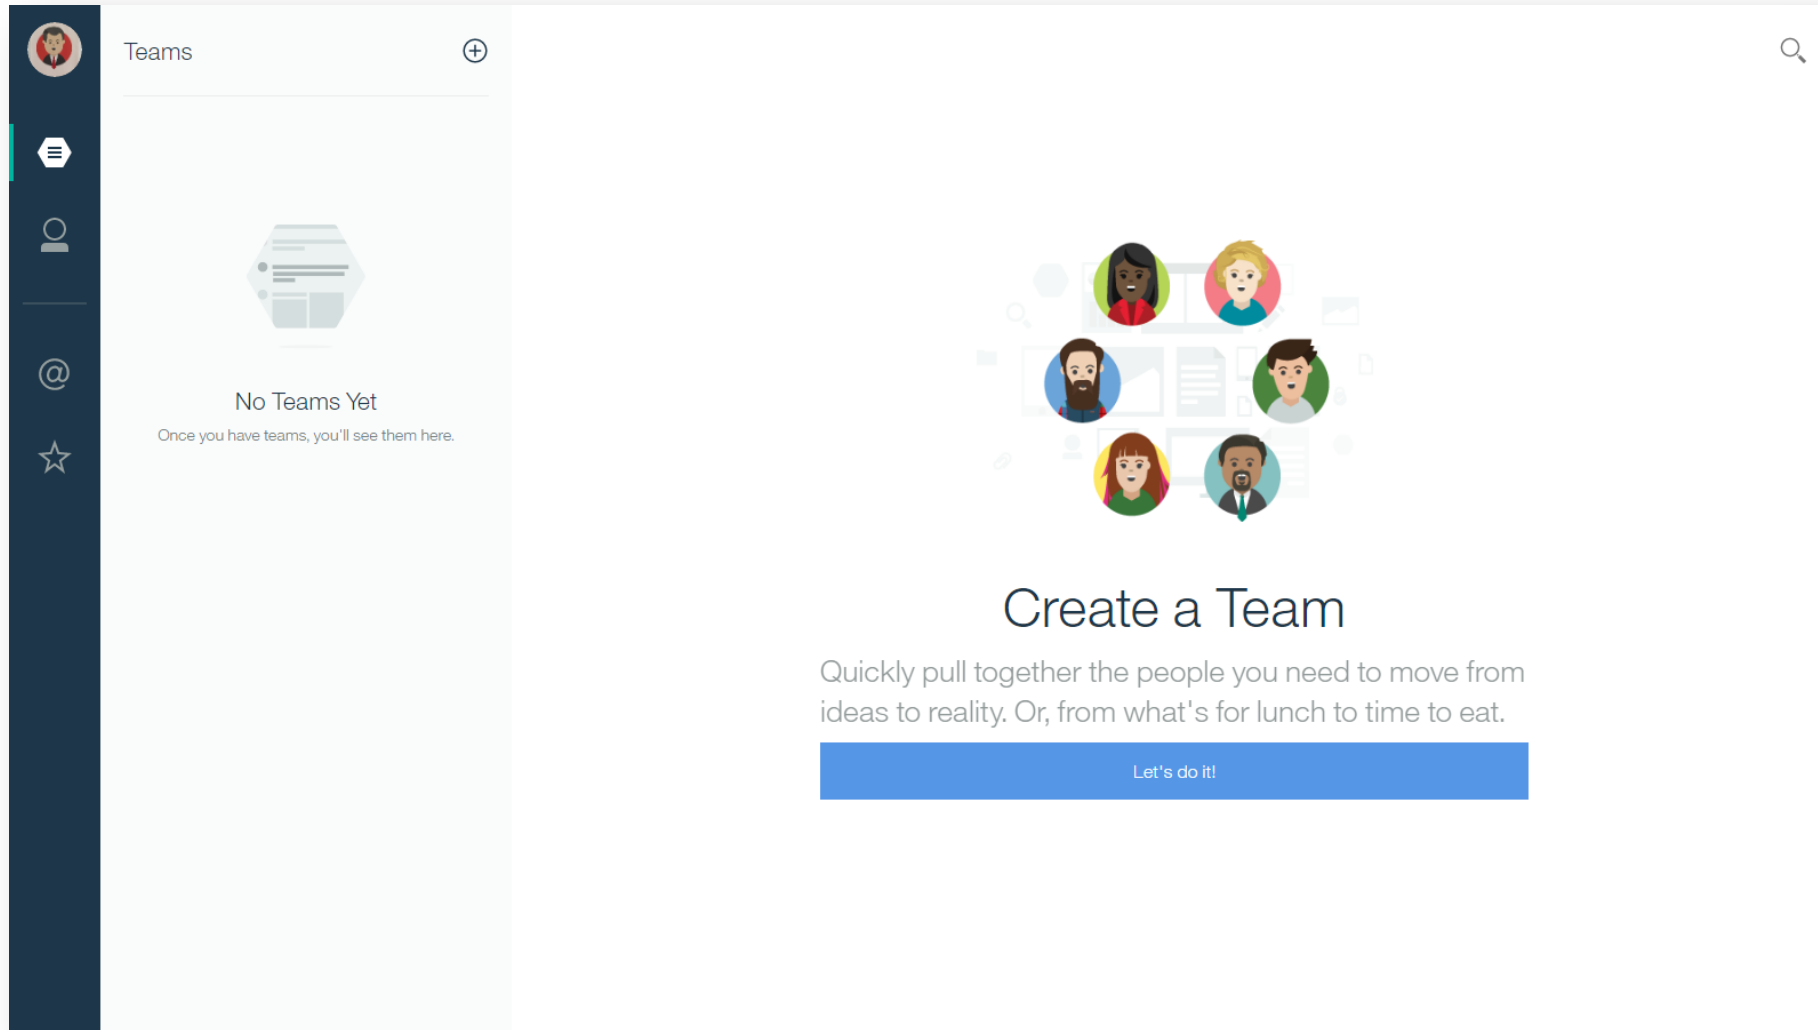 Teams
No Teams Yet
Once you have teams, you'll see them here.
@
Create a Team
Quickly pull together the people you need to move from
ideas to reality. Or, from what's for lunch to time to eat.
Let's do it!